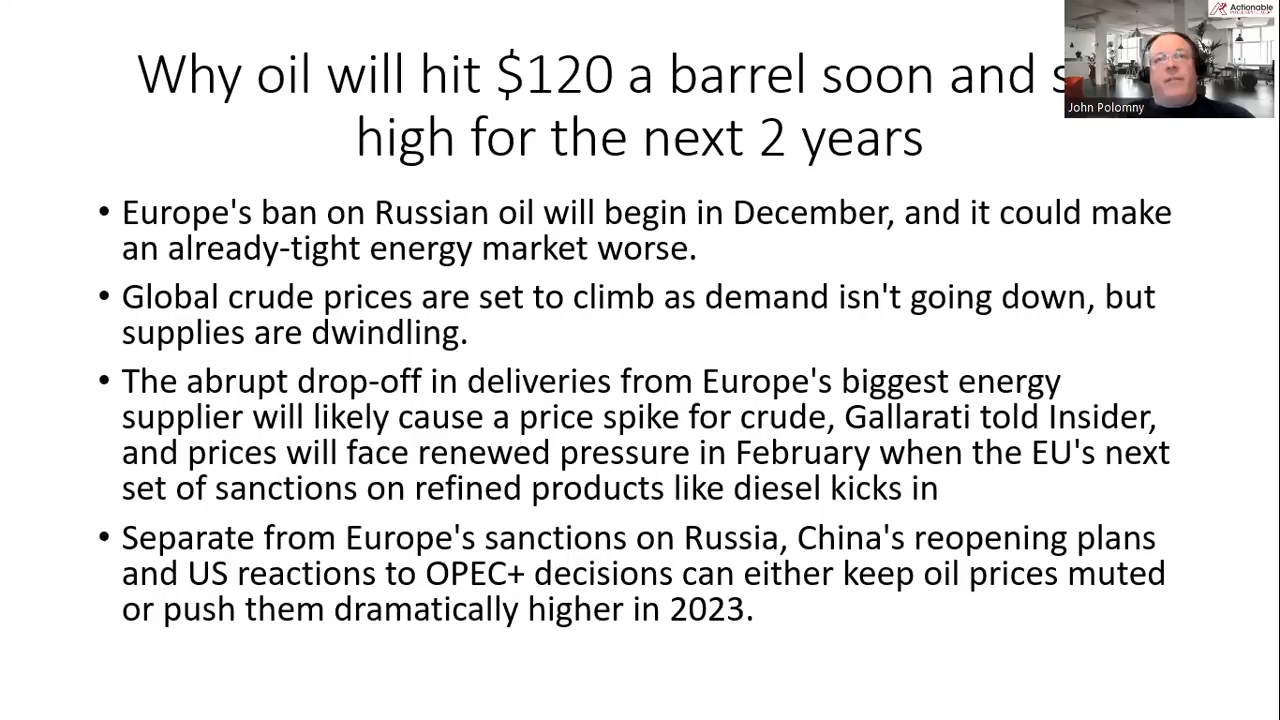 Why oil will hit $120 a barrel soon and s
high for the next 2 years
• Europe's ban on Russian oil will begin in December, and it could make
an already-tight energy market worse.
• Global crude prices are set to climb as demand isn't going down, but
supplies are dwindling.
• The abrupt drop-off in deliveries from Europe's biggest energy
supplier will likely cause a price spike for crude, Gallarati told Insider,
and prices will face renewed pressure in February when the EU's next
set of sanctions on refined products like diesel kicks in
• Separate from Europe's sanctions on Russia, China's reopening plans
and US reactions to OPEC+ decisions can either keep oil prices muted
or push them dramatically higher in 2023.
Actionable
John Polomny